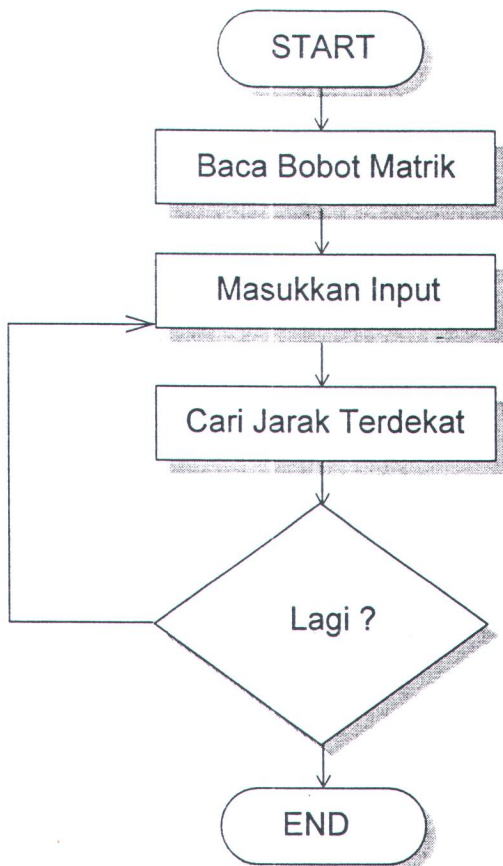 START
Baca Bobot Matrik
Masukkan Input
Cari Jarak Terdekat
Lagi ?
END